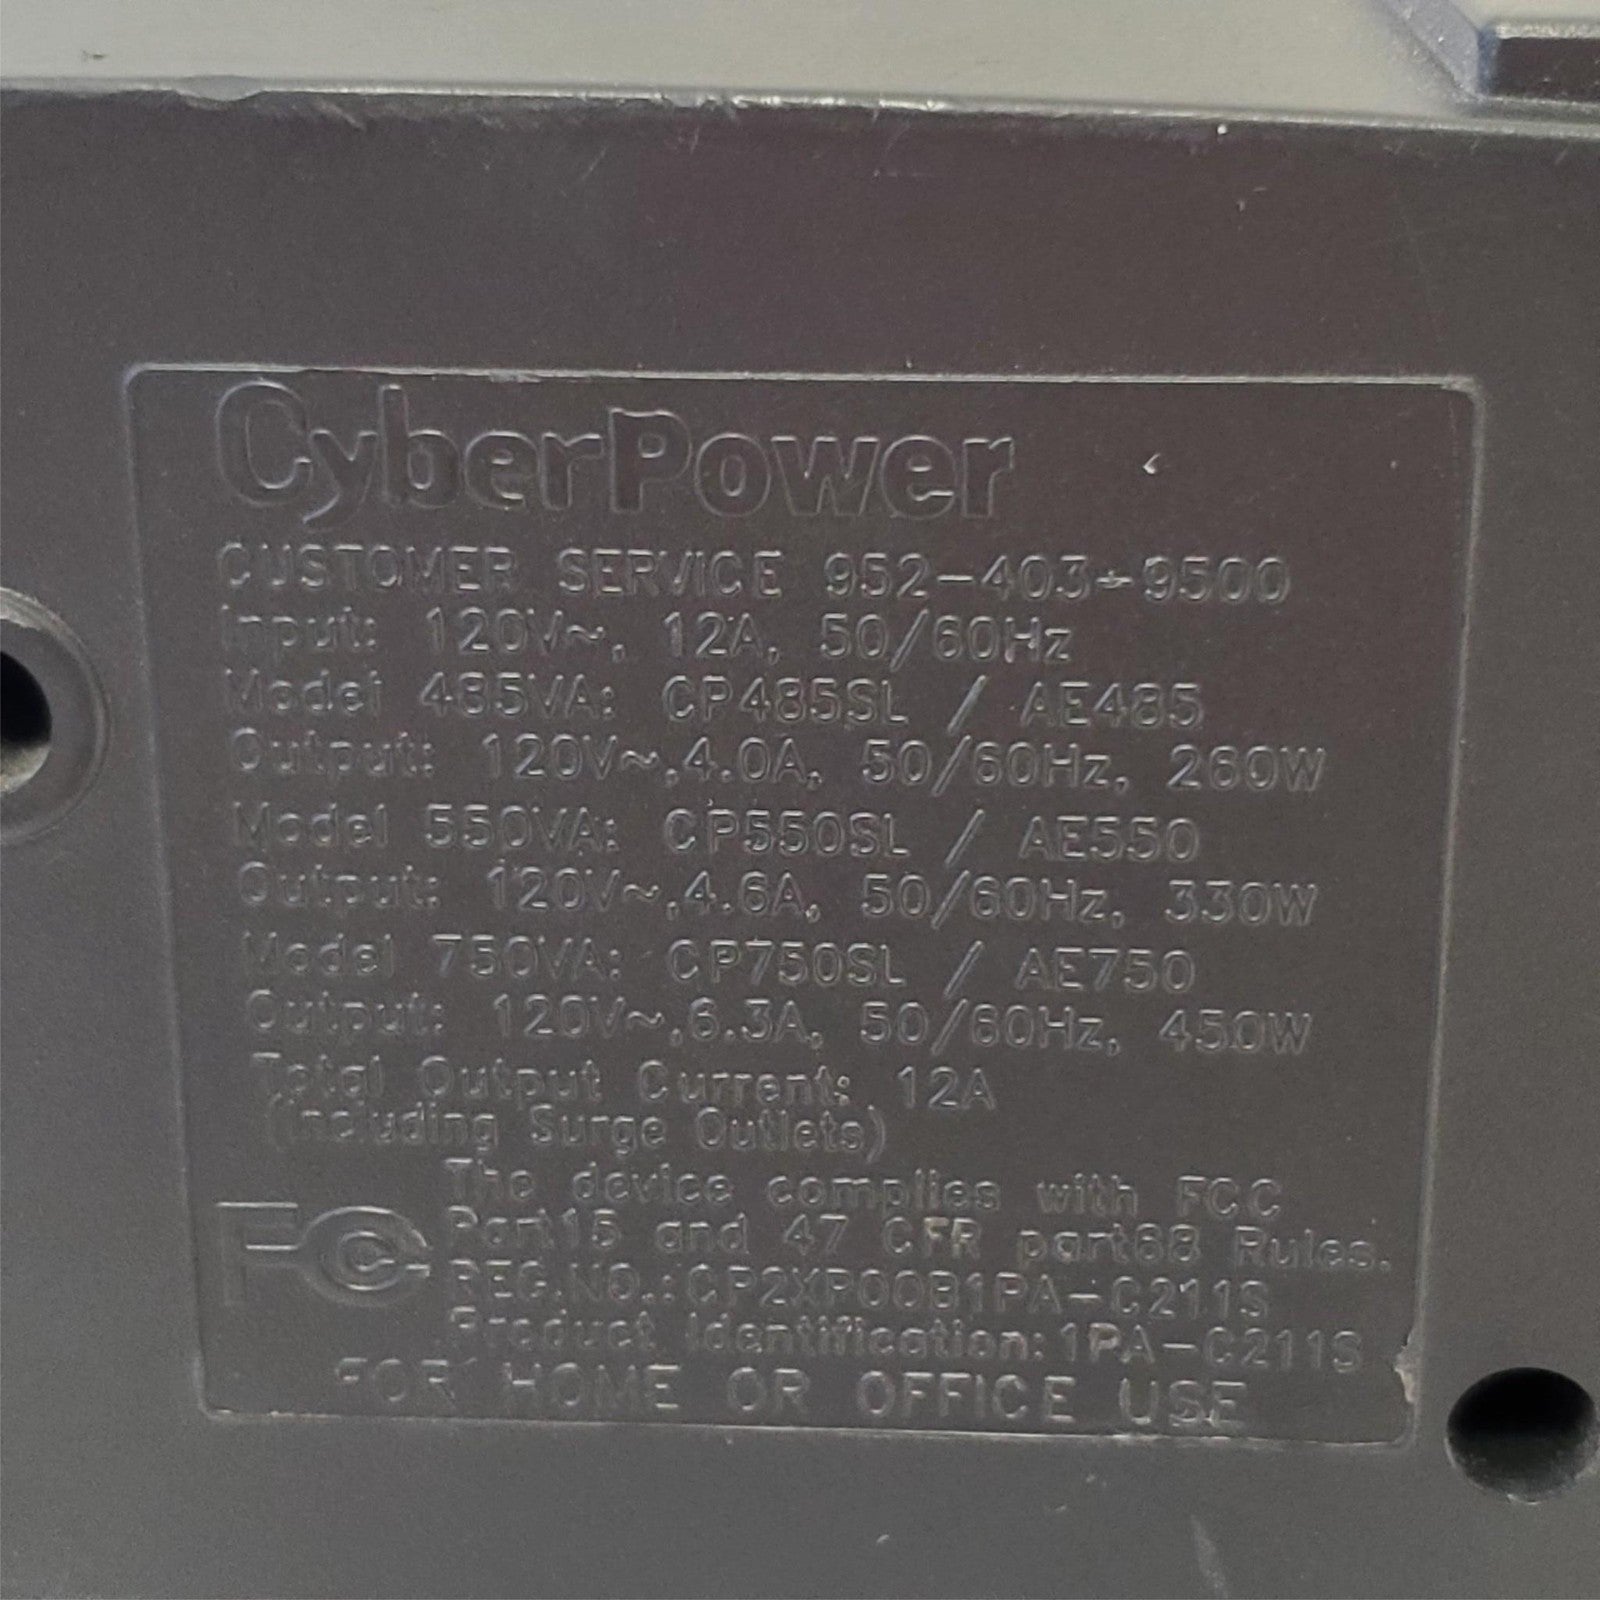 CyberPower
CUSTOMER SERVICE 952-403-9500
Input: 120V~, 12A, 50/60Hz
Model 485VA: CP485SL / AE485
Output: 120V~,4.0A, 50/60Hz, 260W
Model 550VA: CP550SL / AE550
Output: 120V~,4.6A, 50/60Hz, 330W
Model 750VA: CP750SL / AE750
Output: 120V~,6.3A, 50/60Hz, 450W
Total Output Current: 12A
(Including Surge Outlets)
The device complies with FCC
Part15 and 47 CFR part68 Rules.
FC REG.NO.:CP2XP00B1PA-C211S
Product Identification:1PA-C211S
FOR HOME OR OFFICE USE